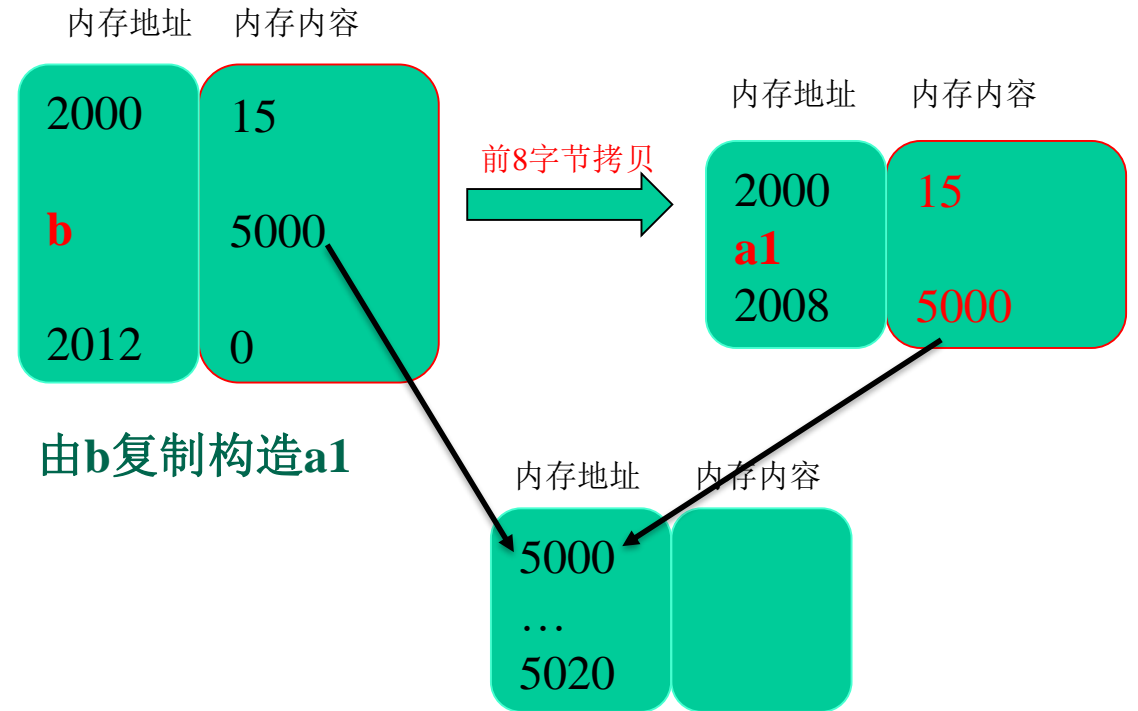 内存地址 内存内容
2000 15
b 5000
2012 0
前8字节拷贝
内存地址 内存内容
2000 15
a1
2008 5000
由b复制构造a1
内存地址 内存内容
5000
…
5020